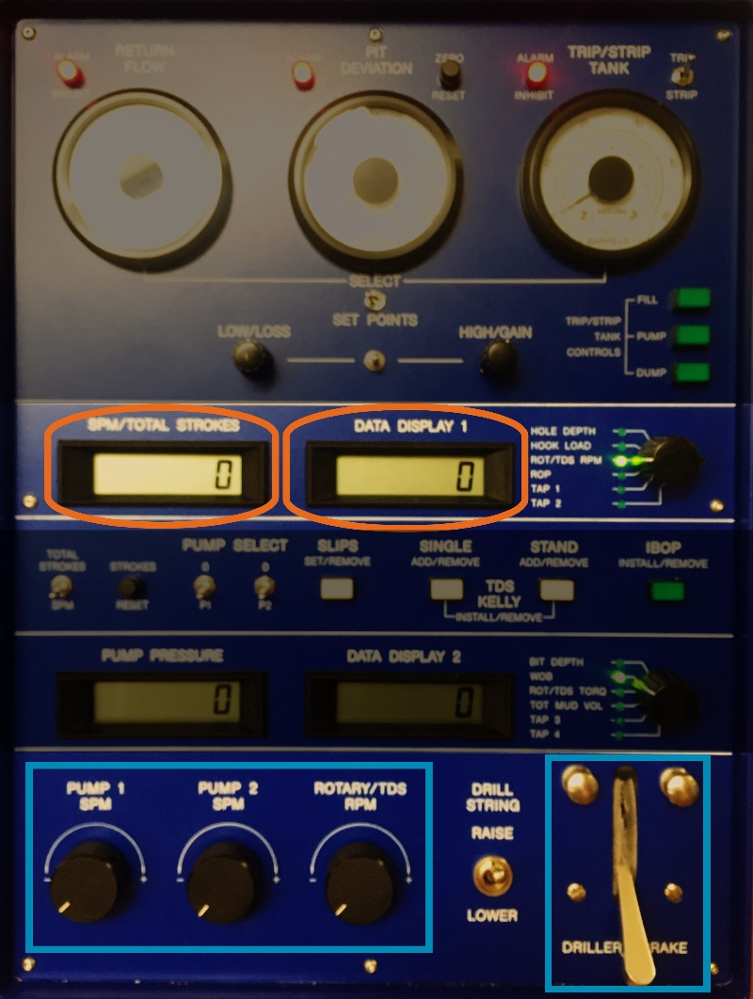 ALARM
RETURN
FLOW
ALARM
PIT
DEVIATION
ZERO
RESET
ALARM
INHIBIT
TRIP/STRIP
TANK
TRIP
STRIP
DRILLING
BARRELS
SELECT
SET POINTS
LOW/LOSS
HIGH/GAIN
TRIP/STRIP
TANK
CONTROLS
FILL
PUMP
DUMP
SPM/TOTAL STROKES
0
DATA DISPLAY 1
0
HOLE DEPTH
HOOK LOAD
ROT/TDS RPM
ROP
TAP 1
TAP 2
TOTAL
STROKES
SPM
STROKES
RESET
PUMP SELECT
0
P1
0
P2
SLIPS
SET/REMOVE
SINGLE
ADD/REMOVE
STAND
ADD/REMOVE
TDS
KELLY
INSTALL/REMOVE
IBOP
INSTALL/REMOVE
PUMP PRESSURE
0
DATA DISPLAY 2
0
BIT DEPTH
WOB
ROT/TDS TORQ
TOT MUD VOL
TAP 3
TAP 4
PUMP 1
SPM
- +
PUMP 2
SPM
- +
ROTARY/TDS
RPM
- +
DRILL
STRING
RAISE
LOWER
DRILLER RAKE